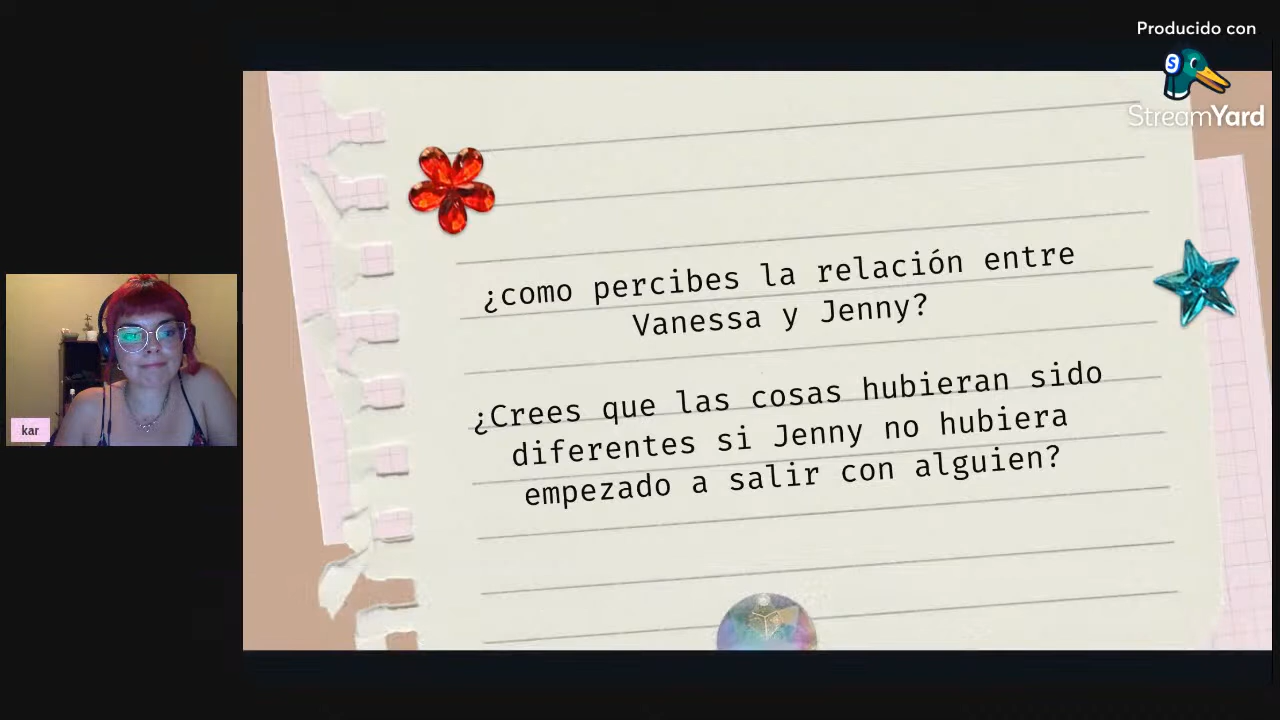 Producido con
StreamYard
¿como percibes la relación entre
Vanessa y Jenny?
¿Crees que las cosas hubieran sido
diferentes si Jenny no hubiera
empezado a salir con alguien?
kar